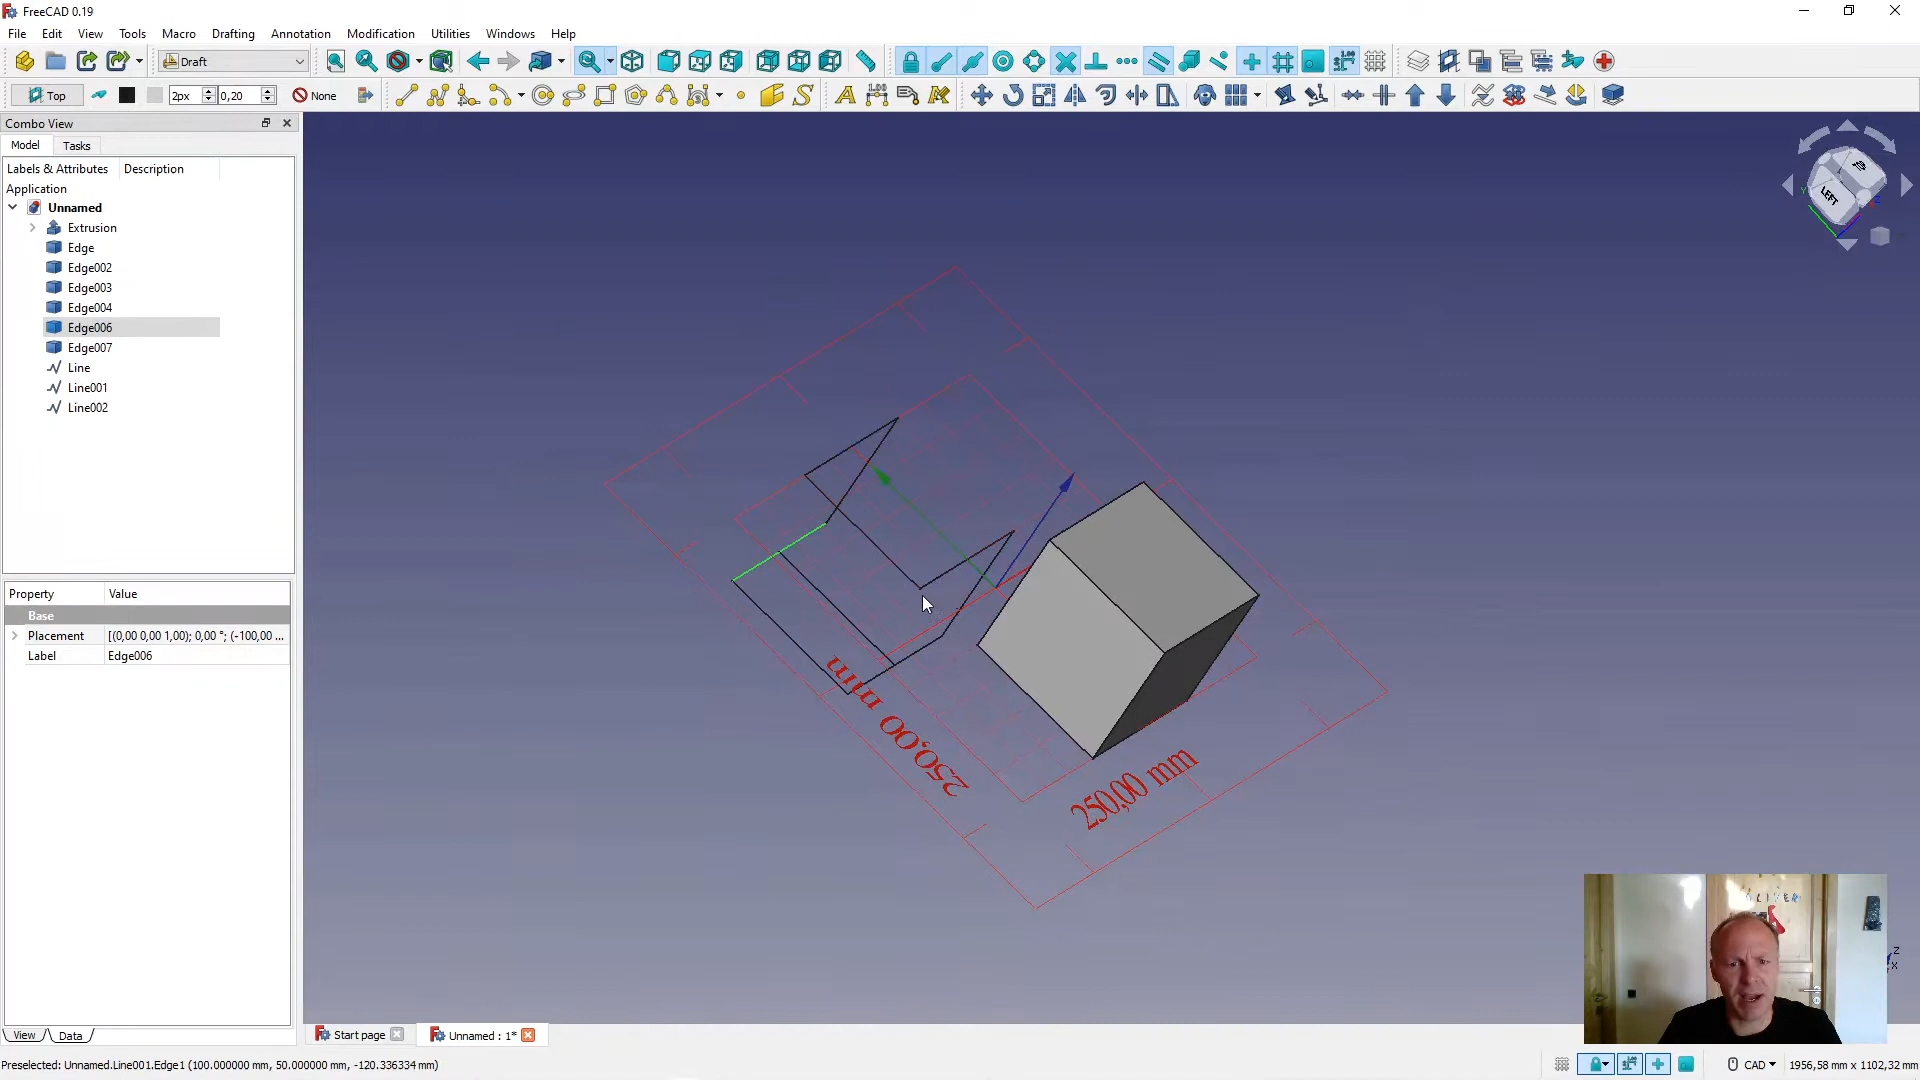 FreeCAD 0.19
File Edit View Tools Macro Drafting Annotation Modification Utilities Windows Help
Draft
Top 2px 0,20 None
Combo View
Model Tasks
Labels & Attributes Description
Application
Unnamed
Extrusion
Edge
Edge002
Edge003
Edge004
Edge006
Edge007
Line
Line001
Line002
TOP
LEFT
Y
Z
250,00 mm
250,00 mm
Property Value
Base
Placement [(0,00 0,00 1,00); 0,00 °; (-100,00 ...
Label Edge006
Z
X
View Data
Start page Unnamed : 1*
Preselected: Unnamed.Line001.Edge1 (100.000000 mm, 50.000000 mm, -120.336334 mm)
CAD 1956,58 mm x 1102,32 mm